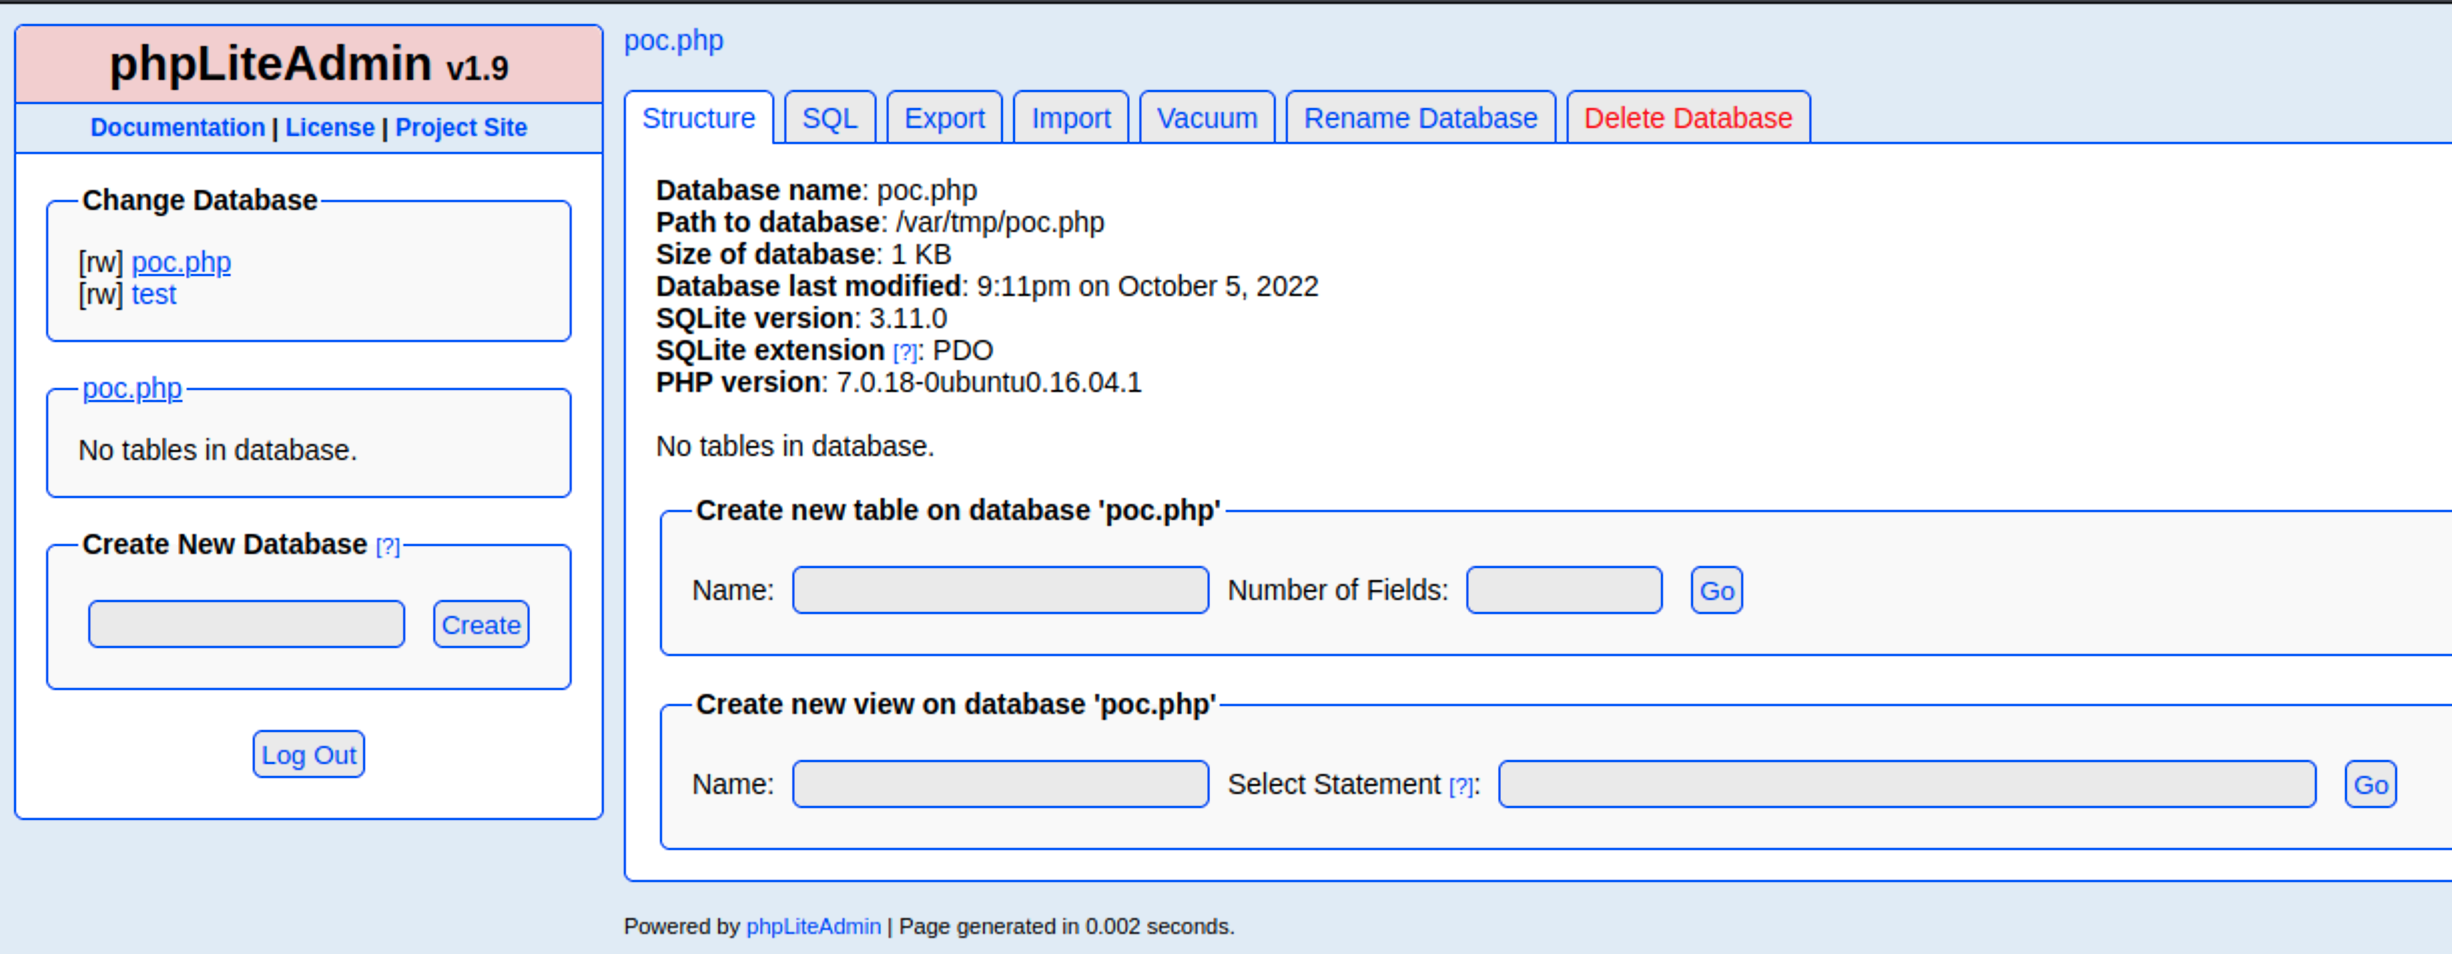 phpLiteAdmin v1.9
Documentation | License | Project Site
Change Database
[rw] poc.php
[rw] test
poc.php
No tables in database.
Create New Database [?]
Create
Log Out
poc.php
Structure
SQL
Export
Import
Vacuum
Rename Database
Delete Database
Database name: poc.php
Path to database: /var/tmp/poc.php
Size of database: 1 KB
Database last modified: 9:11pm on October 5, 2022
SQLite version: 3.11.0
SQLite extension [?]: PDO
PHP version: 7.0.18-0ubuntu0.16.04.1
No tables in database.
Create new table on database 'poc.php'
Name: Number of Fields: Go
Create new view on database 'poc.php'
Name: Select Statement [?]: Go
Powered by phpLiteAdmin | Page generated in 0.002 seconds.